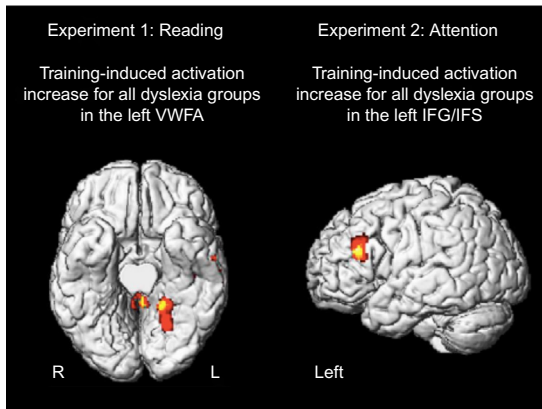 Experiment 1: Reading
Training-induced activation
increase for all dyslexia groups
in the left VWFA
R
L
Experiment 2: Attention
Training-induced activation
increase for all dyslexia groups
in the left IFG/IFS
Left